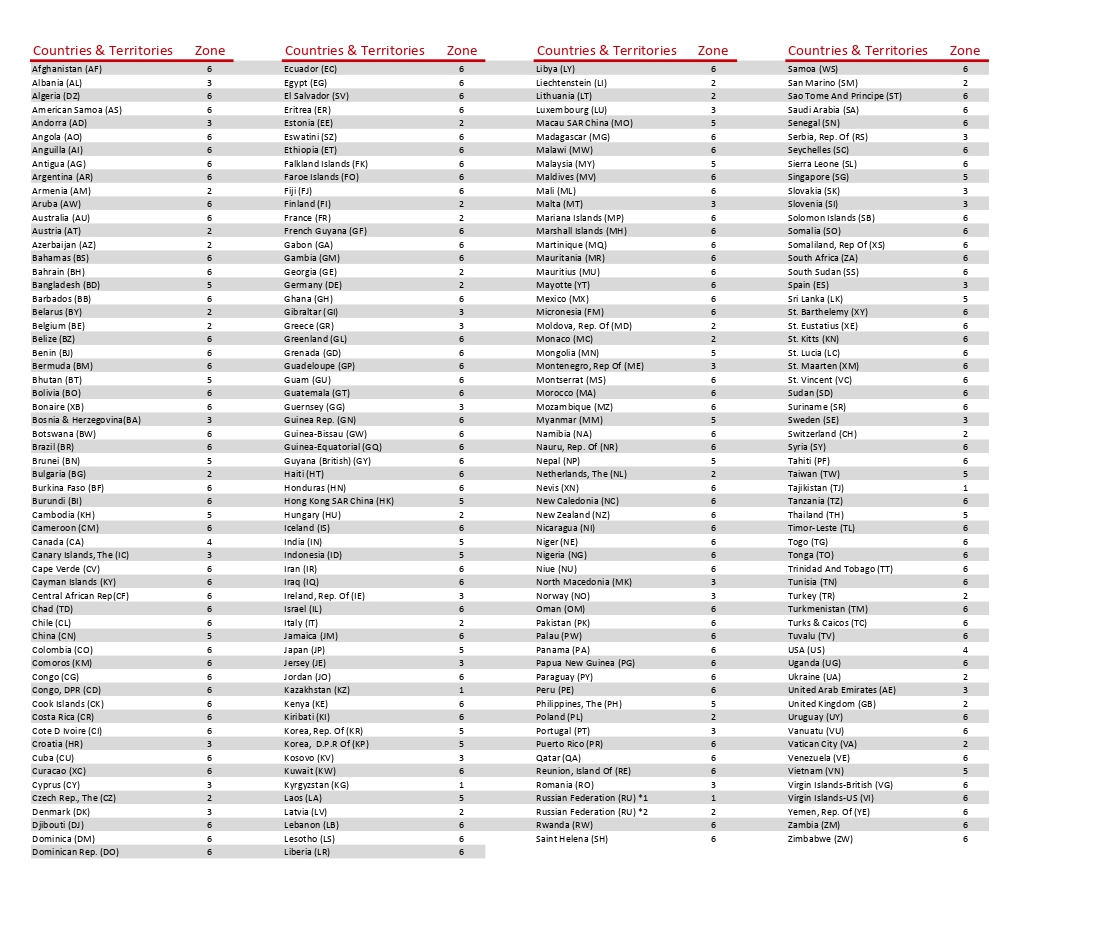 Countries & Territories Zone
Afghanistan (AF) 6
Albania (AL) 3
Algeria (DZ) 6
American Samoa (AS) 6
Andorra (AD) 3
Angola (AO) 6
Anguilla (AI) 6
Antigua (AG) 6
Argentina (AR) 6
Armenia (AM) 2
Aruba (AW) 6
Australia (AU) 6
Austria (AT) 2
Azerbaijan (AZ) 2
Bahamas (BS) 6
Bahrain (BH) 6
Bangladesh (BD) 5
Barbados (BB) 6
Belarus (BY) 2
Belgium (BE) 2
Belize (BZ) 6
Benin (BJ) 6
Bermuda (BM) 6
Bhutan (BT) 5
Bolivia (BO) 6
Bonaire (XB) 6
Bosnia & Herzegovina(BA) 3
Botswana (BW) 6
Brazil (BR) 6
Brunei (BN) 5
Bulgaria (BG) 2
Burkina Faso (BF) 6
Burundi (BI) 6
Cambodia (KH) 5
Cameroon (CM) 6
Canada (CA) 4
Canary Islands, The (IC) 3
Cape Verde (CV) 6
Cayman Islands (KY) 6
Central African Rep(CF) 6
Chad (TD) 6
Chile (CL) 6
China (CN) 5
Colombia (CO) 6
Comoros (KM) 6
Congo (CG) 6
Congo, DPR (CD) 6
Cook Islands (CK) 6
Costa Rica (CR) 6
Cote D Ivoire (CI) 6
Croatia (HR) 3
Cuba (CU) 6
Curacao (XC) 6
Cyprus (CY) 3
Czech Rep., The (CZ) 2
Denmark (DK) 3
Djibouti (DJ) 6
Dominica (DM) 6
Dominican Rep. (DO) 6
Countries & Territories Zone
Ecuador (EC) 6
Egypt (EG) 6
El Salvador (SV) 6
Eritrea (ER) 6
Estonia (EE) 2
Eswatini (SZ) 6
Ethiopia (ET) 6
Falkland Islands (FK) 6
Faroe Islands (FO) 6
Fiji (FJ) 6
Finland (FI) 2
France (FR) 2
French Guyana (GF) 6
Gabon (GA) 6
Gambia (GM) 6
Georgia (GE) 2
Germany (DE) 2
Ghana (GH) 6
Gibraltar (GI) 3
Greece (GR) 3
Greenland (GL) 6
Grenada (GD) 6
Guadeloupe (GP) 6
Guam (GU) 6
Guatemala (GT) 6
Guernsey (GG) 3
Guinea Rep. (GN) 6
Guinea-Bissau (GW) 6
Guinea-Equatorial (GQ) 6
Guyana (British) (GY) 6
Haiti (HT) 6
Honduras (HN) 6
Hong Kong SAR China (HK) 5
Hungary (HU) 2
Iceland (IS) 6
India (IN) 5
Indonesia (ID) 5
Iran (IR) 6
Iraq (IQ) 6
Ireland, Rep. Of (IE) 3
Israel (IL) 6
Italy (IT) 2
Jamaica (JM) 6
Japan (JP) 5
Jersey (JE) 3
Jordan (JO) 6
Kazakhstan (KZ) 1
Kenya (KE) 6
Kiribati (KI) 6
Korea, Rep. Of (KR) 5
Korea, D.P.R Of (KP) 5
Kosovo (KV) 3
Kuwait (KW) 6
Kyrgyzstan (KG) 1
Laos (LA) 5
Latvia (LV) 2
Lebanon (LB) 6
Lesotho (LS) 6
Liberia (LR) 6
Countries & Territories Zone
Libya (LY) 6
Liechtenstein (LI) 2
Lithuania (LT) 2
Luxembourg (LU) 3
Macau SAR China (MO) 5
Madagascar (MG) 6
Malawi (MW) 6
Malaysia (MY) 5
Maldives (MV) 6
Mali (ML) 6
Malta (MT) 3
Mariana Islands (MP) 6
Marshall Islands (MH) 6
Martinique (MQ) 6
Mauritania (MR) 6
Mauritius (MU) 6
Mayotte (YT) 6
Mexico (MX) 6
Micronesia (FM) 6
Moldova, Rep. Of (MD) 2
Monaco (MC) 2
Mongolia (MN) 5
Montenegro, Rep Of (ME) 3
Montserrat (MS) 6
Morocco (MA) 6
Mozambique (MZ) 6
Myanmar (MM) 5
Namibia (NA) 6
Nauru, Rep. Of (NR) 6
Nepal (NP) 5
Netherlands, The (NL) 2
Nevis (XN) 6
New Caledonia (NC) 6
New Zealand (NZ) 6
Nicaragua (NI) 6
Niger (NE) 6
Nigeria (NG) 6
Niue (NU) 6
North Macedonia (MK) 3
Norway (NO) 3
Oman (OM) 6
Pakistan (PK) 6
Palau (PW) 6
Panama (PA) 6
Papua New Guinea (PG) 6
Paraguay (PY) 6
Peru (PE) 6
Philippines, The (PH) 5
Poland (PL) 2
Portugal (PT) 3
Puerto Rico (PR) 6
Qatar (QA) 6
Reunion, Island Of (RE) 6
Romania (RO) 3
Russian Federation (RU) *1 1
Russian Federation (RU) *2 2
Rwanda (RW) 6
Saint Helena (SH) 6
Countries & Territories Zone
Samoa (WS) 6
San Marino (SM) 2
Sao Tome And Principe (ST) 6
Saudi Arabia (SA) 6
Senegal (SN) 6
Serbia, Rep. Of (RS) 3
Seychelles (SC) 6
Sierra Leone (SL) 6
Singapore (SG) 5
Slovakia (SK) 3
Slovenia (SI) 3
Solomon Islands (SB) 6
Somalia (SO) 6
Somaliland, Rep Of (XS) 6
South Africa (ZA) 6
South Sudan (SS) 6
Spain (ES) 3
Sri Lanka (LK) 5
St. Barthelemy (XY) 6
St. Eustatius (XE) 6
St. Kitts (KN) 6
St. Lucia (LC) 6
St. Maarten (XM) 6
St. Vincent (VC) 6
Sudan (SD) 6
Suriname (SR) 6
Sweden (SE) 3
Switzerland (CH) 2
Syria (SY) 6
Tahiti (PF) 6
Taiwan (TW) 5
Tajikistan (TJ) 1
Tanzania (TZ) 6
Thailand (TH) 5
Timor-Leste (TL) 6
Togo (TG) 6
Tonga (TO) 6
Trinidad And Tobago (TT) 6
Tunisia (TN) 6
Turkey (TR) 2
Turkmenistan (TM) 6
Turks & Caicos (TC) 6
Tuvalu (TV) 6
USA (US) 4
Uganda (UG) 6
Ukraine (UA) 2
United Arab Emirates (AE) 3
United Kingdom (GB) 2
Uruguay (UY) 6
Vanuatu (VU) 6
Vatican City (VA) 2
Venezuela (VE) 6
Vietnam (VN) 5
Virgin Islands-British (VG) 6
Virgin Islands-US (VI) 6
Yemen, Rep. Of (YE) 6
Zambia (ZM) 6
Zimbabwe (ZW) 6